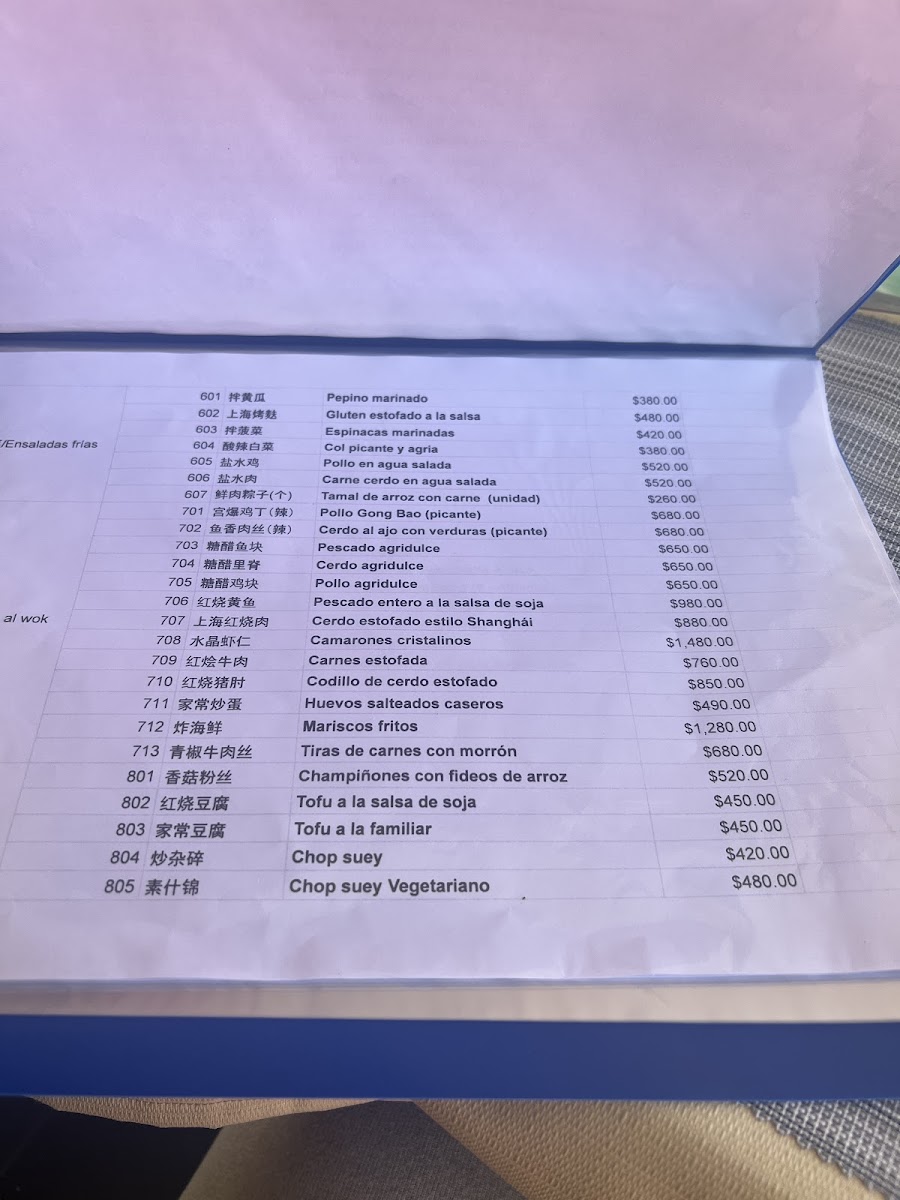 601 拌黄瓜 Pepino marinado $380.00
602 上海烤麸 Gluten estofado a la salsa $480.00
603 拌菠菜 Espinacas marinadas $420.00
/Ensaladas frias
604 酸辣白菜 Col picante y agria $380.00
605 盐水鸡 Pollo en agua salada $520.00
606 盐水肉 Carne cerdo en agua salada $520.00
607 鲜肉粽子(个) Tamal de arroz con carne (unidad) $260.00
701 宫爆鸡丁(辣) Pollo Gong Bao (picante) $680.00
702 鱼香肉丝(辣) Cerdo al ajo con verduras (picante) $680.00
703 糖醋鱼块 Pescado agridulce $650.00
704 糖醋里脊 Cerdo agridulce $650.00
705 糖醋鸡块 Pollo agridulce $650.00
706 红烧黄鱼 Pescado entero a la salsa de soja $980.00
al wok
707 上海红烧肉 Cerdo estofado estilo Shanghái $880.00
708 水晶虾仁 Camarones cristalinos $1,480.00
709 红烩牛肉 Carnes estofada $760.00
710 红烧猪肘 Codillo de cerdo estofado $850.00
711 家常炒蛋 Huevos salteados caseros $490.00
712 炸海鲜 Mariscos fritos $1,280.00
713 青椒牛肉丝 Tiras de carnes con morrón $680.00
801 香菇粉丝 Champiñones con fideos de arroz $520.00
802 红烧豆腐 Tofu a la salsa de soja $450.00
803 家常豆腐 Tofu a la familiar $450.00
804 炒杂碎 Chop suey $420.00
805 素什锦 Chop suey Vegetariano $480.00